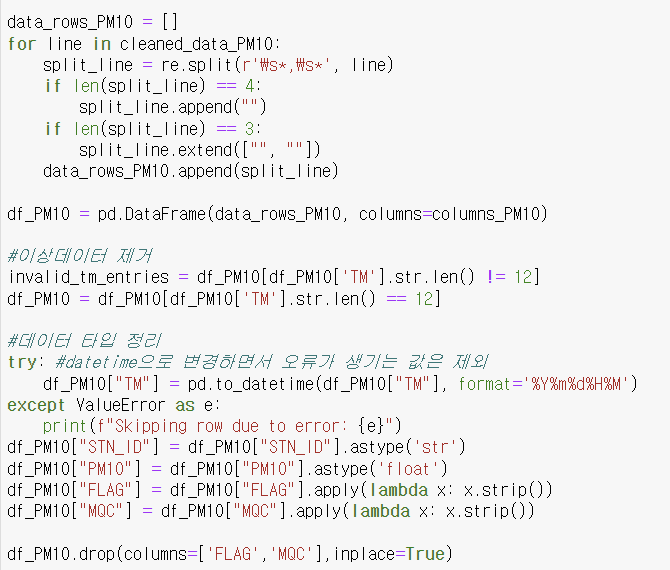 data_rows_PM10 = []
for line in cleaned_data_PM10:
    split_line = re.split(r'₩s*,₩s*', line)
    if len(split_line) == 4:
        split_line.append("")
    if len(split_line) == 3:
        split_line.extend(["", ""])
    data_rows_PM10.append(split_line)

df_PM10 = pd.DataFrame(data_rows_PM10, columns=columns_PM10)

#이상데이터 제거
invalid_tm_entries = df_PM10[df_PM10['TM'].str.len() != 12]
df_PM10 = df_PM10[df_PM10['TM'].str.len() == 12]

#데이터 타입 정리
try: #datetime으로 변경하면서 오류가 생기는 값은 제외
    df_PM10["TM"] = pd.to_datetime(df_PM10["TM"], format='%Y%m%d%H%M')
except ValueError as e:
    print(f"Skipping row due to error: {e}")
df_PM10["STN_ID"] = df_PM10["STN_ID"].astype('str')
df_PM10["PM10"] = df_PM10["PM10"].astype('float')
df_PM10["FLAG"] = df_PM10["FLAG"].apply(lambda x: x.strip())
df_PM10["MQC"] = df_PM10["MQC"].apply(lambda x: x.strip())

df_PM10.drop(columns=['FLAG','MQC'],inplace=True)